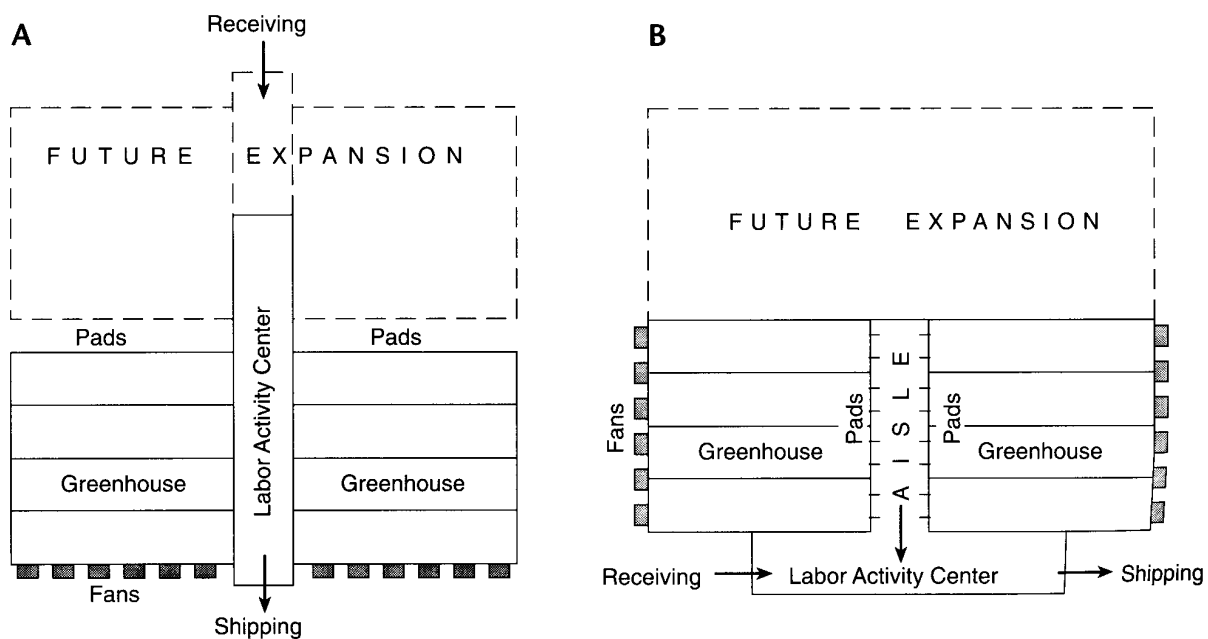 A
Receiving
FUTURE EXPANSION
Pads
Pads
Labor Activity Center
Greenhouse
Greenhouse
Fans
Shipping
B
FUTURE EXPANSION
Fans
Pads
AISLE
Pads
Greenhouse
Greenhouse
Receiving
Labor Activity Center
Shipping